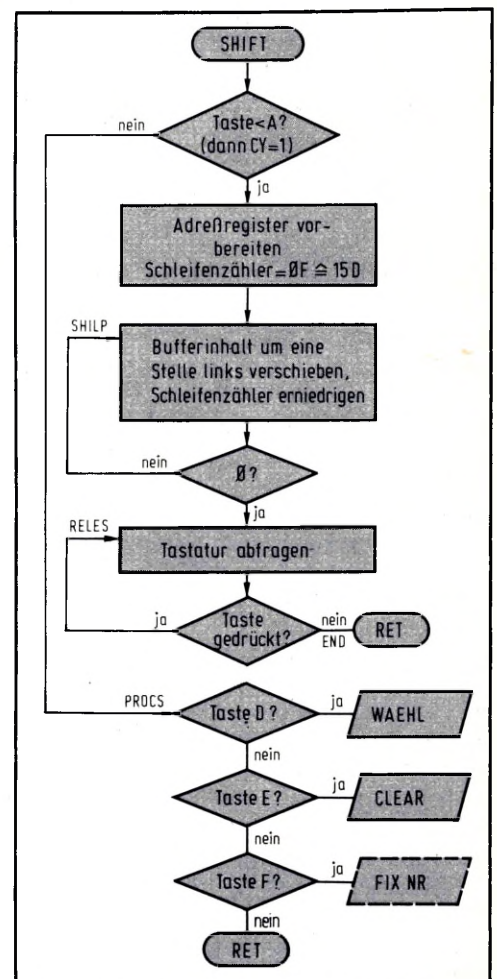 SHIFT
nein
Taste<A?
(dann CY=1)
ja
Adreßregister vor-
bereiten
Schleifenzähler=ØF ≙ 15D
SHILP
Bufferinhalt um eine
Stelle links verschieben,
Schleifenzähler erniedrigen
nein
Ø?
ja
RELES
Tastatur abfragen
ja
Taste
gedrückt?
nein
END
RET
PROCS
Taste D?
ja
WAEHL
nein
Taste E?
ja
CLEAR
nein
Taste F?
ja
FIX NR
nein
RET